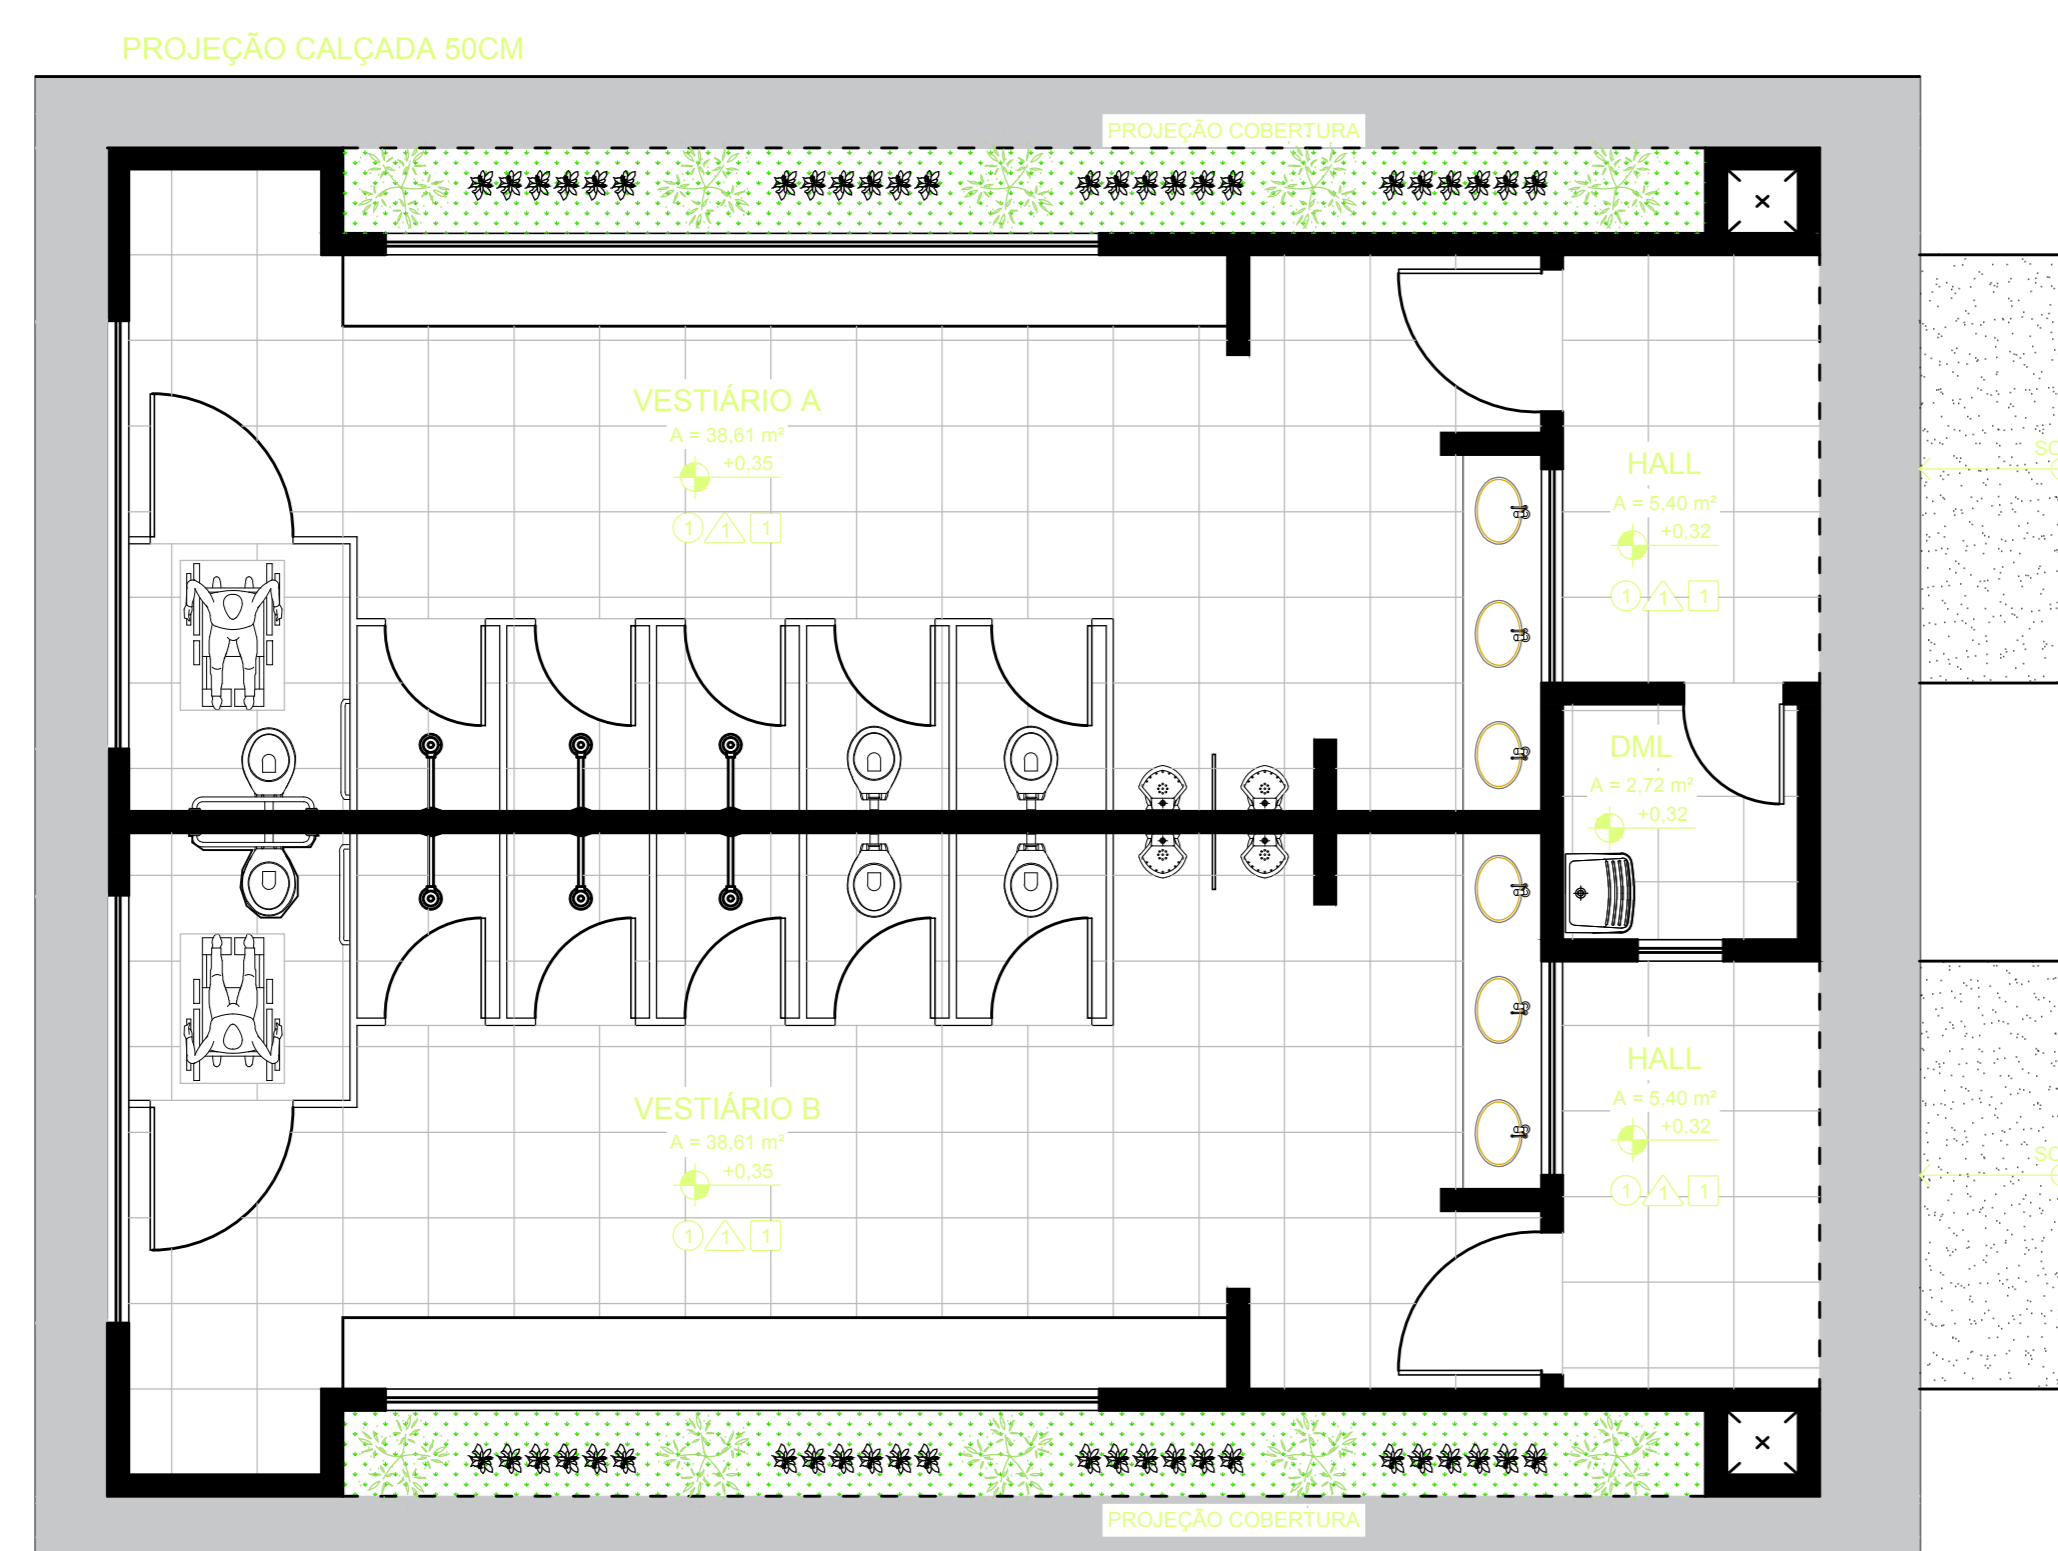 PROJEÇÃO CALÇADA 50CM
PROJEÇÃO COBERTURA
VESTIÁRIO A
A = 38,61 m²
+0,35
1 1 1
HALL
A = 5,40 m²
+0,32
1 1 1
SO
DML
A = 2,72 m²
+0,32
HALL
A = 5,40 m²
+0,32
1 1 1
VESTIÁRIO B
A = 38,61 m²
+0,35
1 1 1
PROJEÇÃO COBERTURA